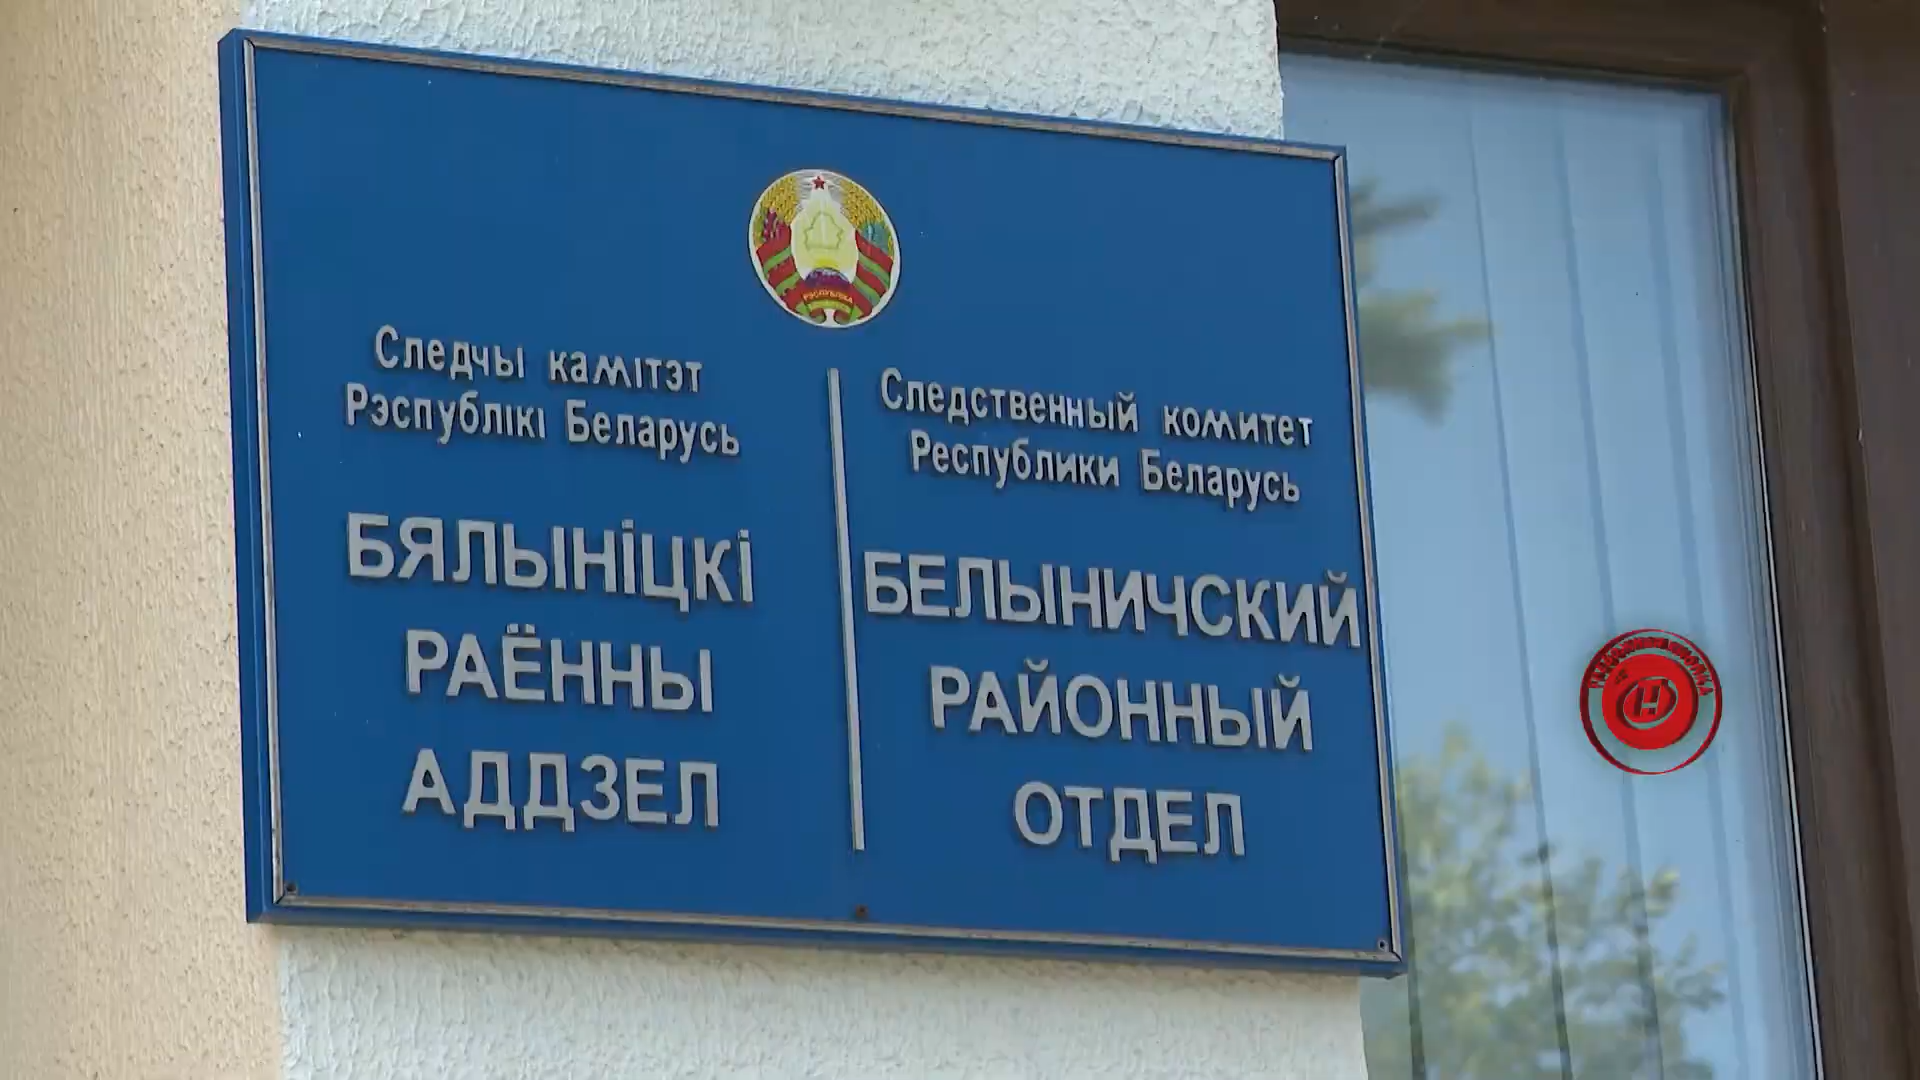 Следчы камітэт
Рэспублікі Беларусь
БЯЛЫНІЦКІ
РАЁННЫ
АДДЗЕЛ
Следственный комитет
Республики Беларусь
БЕЛЫНИЧСКИЙ
РАЙОННЫЙ
ОТДЕЛ